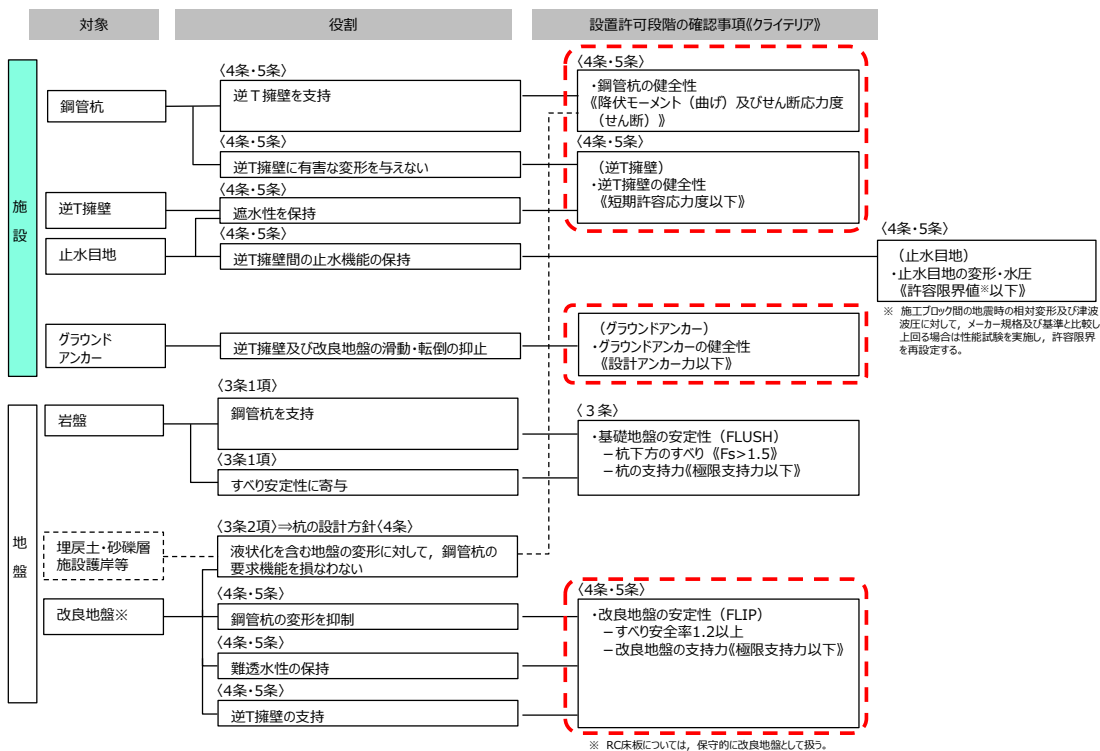 対象
役割
設置許可段階の確認事項《クライテリア》
施
設
鋼管杭
〈4条・5条〉
逆T擁壁を支持
〈4条・5条〉
・鋼管杭の健全性
《降伏モーメント（曲げ）及びせん断応力度
（せん断）》
〈4条・5条〉
逆T擁壁に有害な変形を与えない
〈4条・5条〉
（逆T擁壁）
・逆T擁壁の健全性
《短期許容応力度以下》
逆T擁壁
〈4条・5条〉
遮水性を保持
止水目地
〈4条・5条〉
逆T擁壁間の止水機能の保持
〈4条・5条〉
（止水目地）
・止水目地の変形・水圧
《許容限界値※以下》
※ 施工ブロック間の地震時の相対変形及び津波
波圧に対して，メーカー規格及び基準と比較し
上回る場合は性能試験を実施し，許容限界
を再設定する。
グラウンド
アンカー
逆T擁壁及び改良地盤の滑動・転倒の抑止
（グラウンドアンカー）
・グラウンドアンカーの健全性
《設計アンカー力以下》
地
盤
岩盤
〈3条1項〉
鋼管杭を支持
〈３条〉
・基礎地盤の安定性（FLUSH）
－杭下方のすべり《Fs>1.5》
－杭の支持力《極限支持力以下》
〈3条1項〉
すべり安定性に寄与
埋戻土・砂礫層
施設護岸等
〈3条2項〉⇒杭の設計方針〈4条〉
液状化を含む地盤の変形に対して，鋼管杭の
要求機能を損なわない
改良地盤※
〈4条・5条〉
鋼管杭の変形を抑制
〈4条・5条〉
・改良地盤の安定性（FLIP）
－すべり安全率1.2以上
－改良地盤の支持力《極限支持力以下》
〈4条・5条〉
難透水性の保持
〈4条・5条〉
逆T擁壁の支持
※ RC床板については，保守的に改良地盤として扱う。